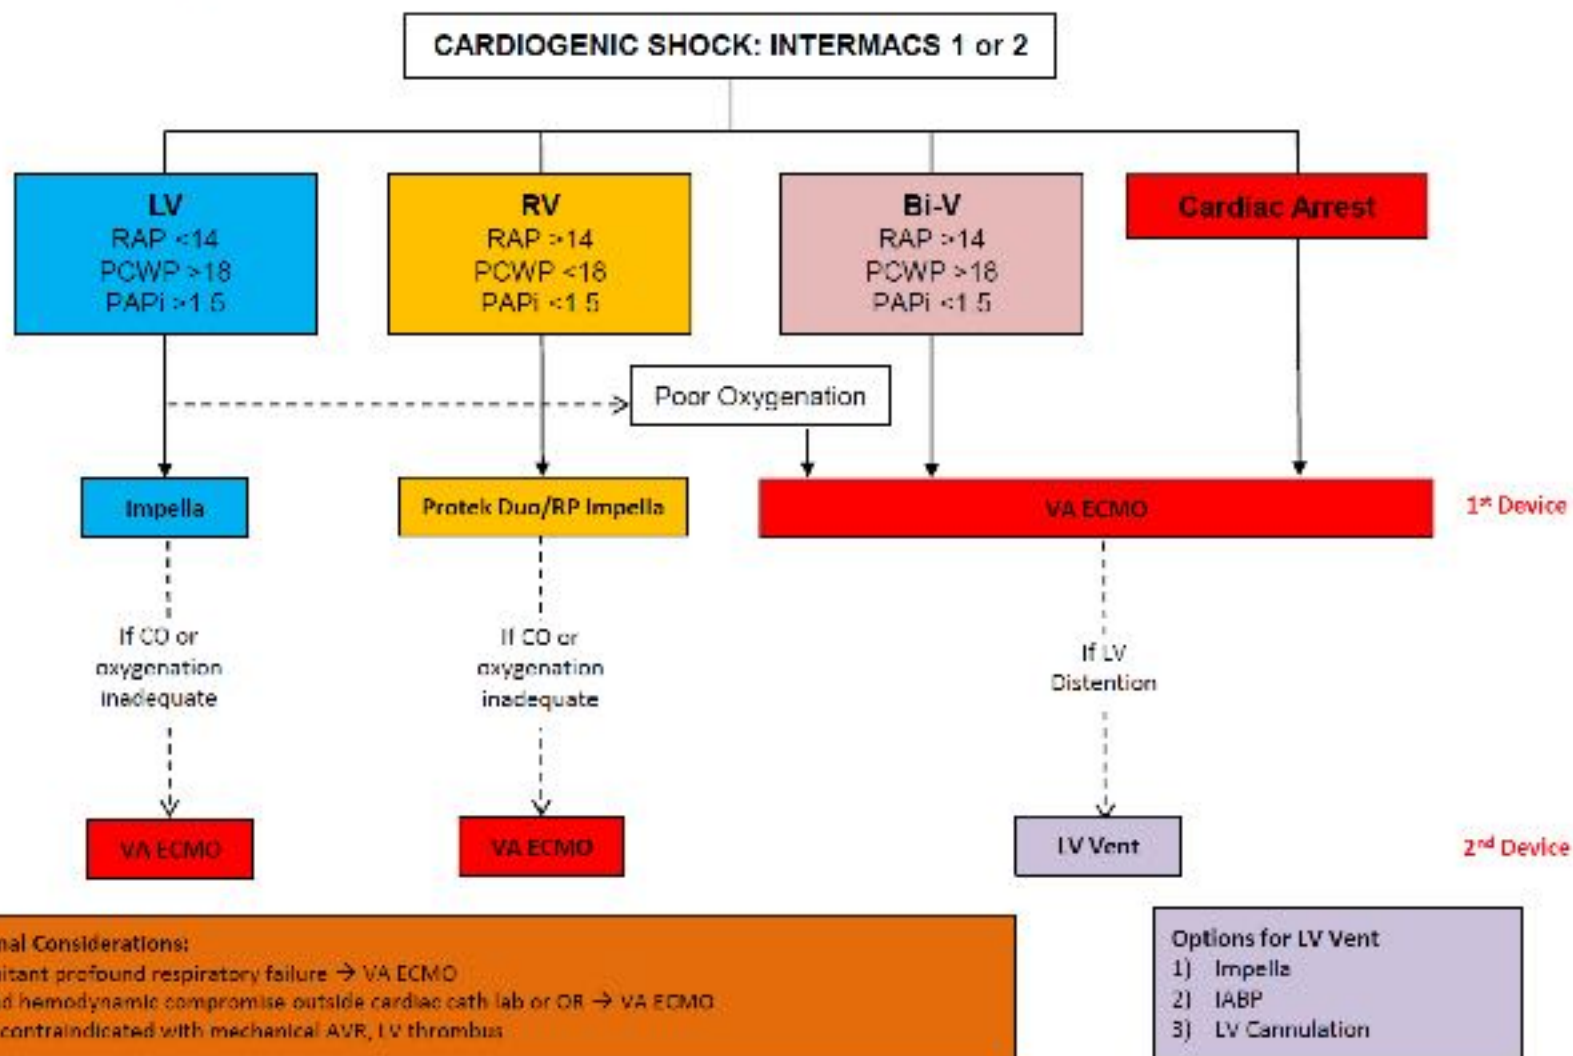 CARDIOGENIC SHOCK: INTERMACS 1 or 2
LV
RAP <14
PCWP >18
PAPi >1.5
RV
RAP >14
PCWP <18
PAPi <1.5
Bi-V
RAP >14
PCWP >18
PAPi <1.5
Cardiac Arrest
Poor Oxygenation
Impella
Protek Duo/RP Impella
VA ECMO
1st Device
If CO or
oxygenation
inadequate
If CO or
oxygenation
inadequate
If LV
Distention
VA ECMO
VA ECMO
LV Vent
2nd Device
nal Considerations:
itant profound respiratory failure → VA ECMO
d hemodynamic compromise outside cardiac cath lab or OR → VA ECMO
contraindicated with mechanical AVR, LV thrombus
Options for LV Vent
1) Impella
2) IABP
3) LV Cannulation